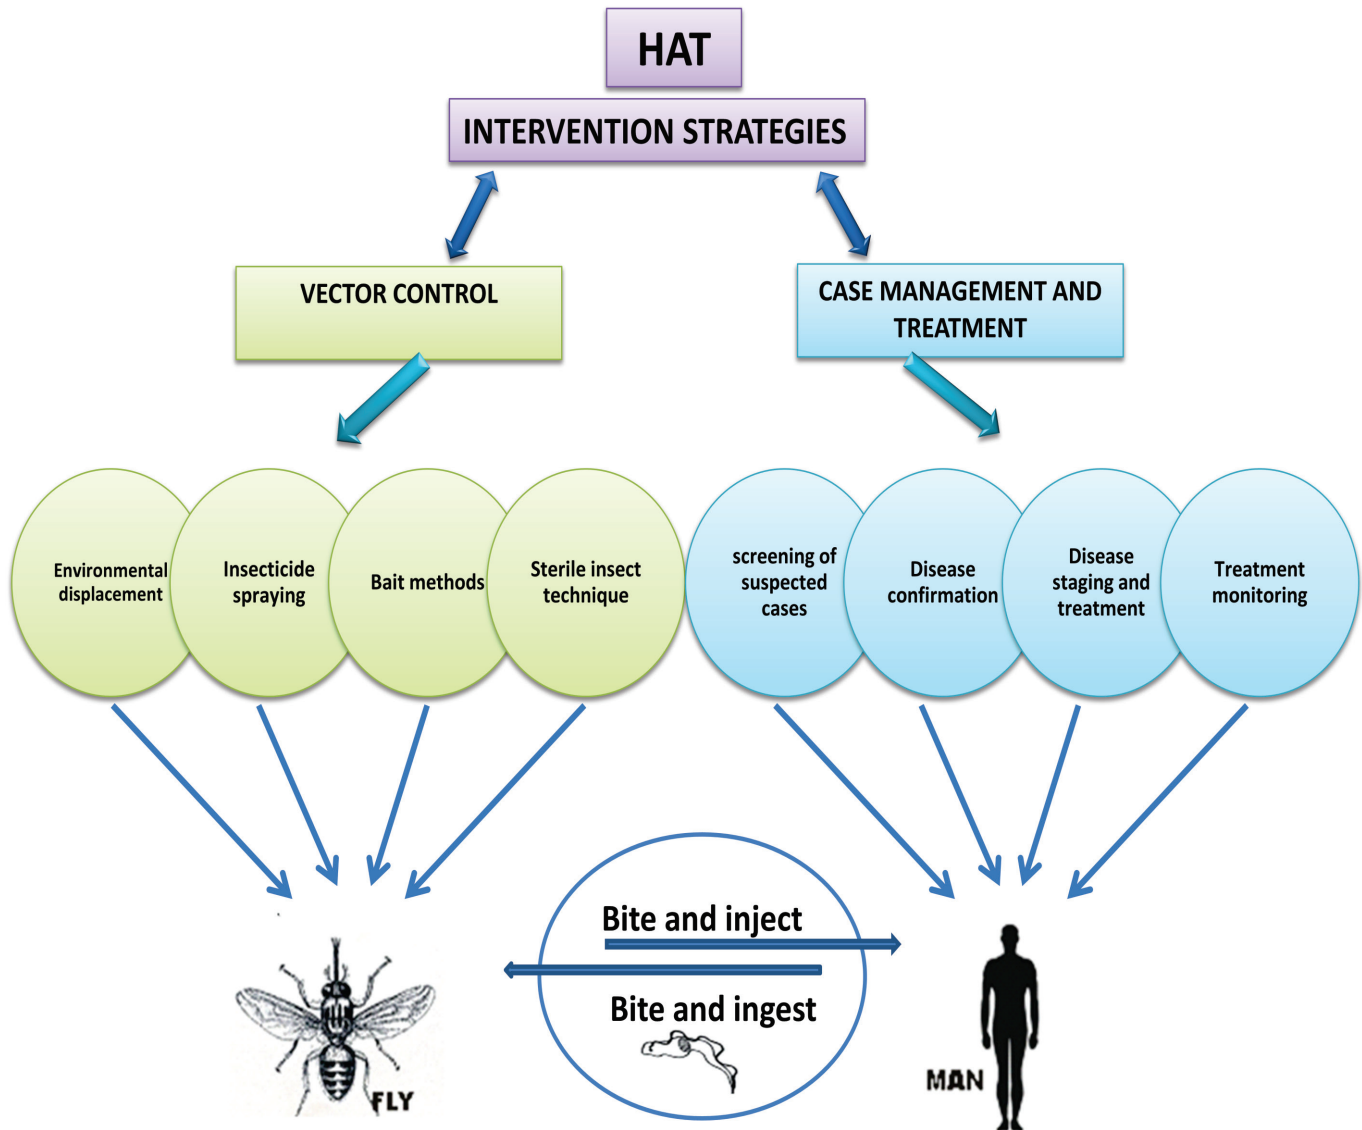 HAT
INTERVENTION STRATEGIES
VECTOR CONTROL
CASE MANAGEMENT AND
TREATMENT
Environmental
displacement
Insecticide
spraying
Bait methods
Sterile insect
technique
screening of
suspected
cases
Disease
confirmation
Disease
staging and
treatment
Treatment
monitoring
Bite and inject
Bite and ingest
FLY
MAN